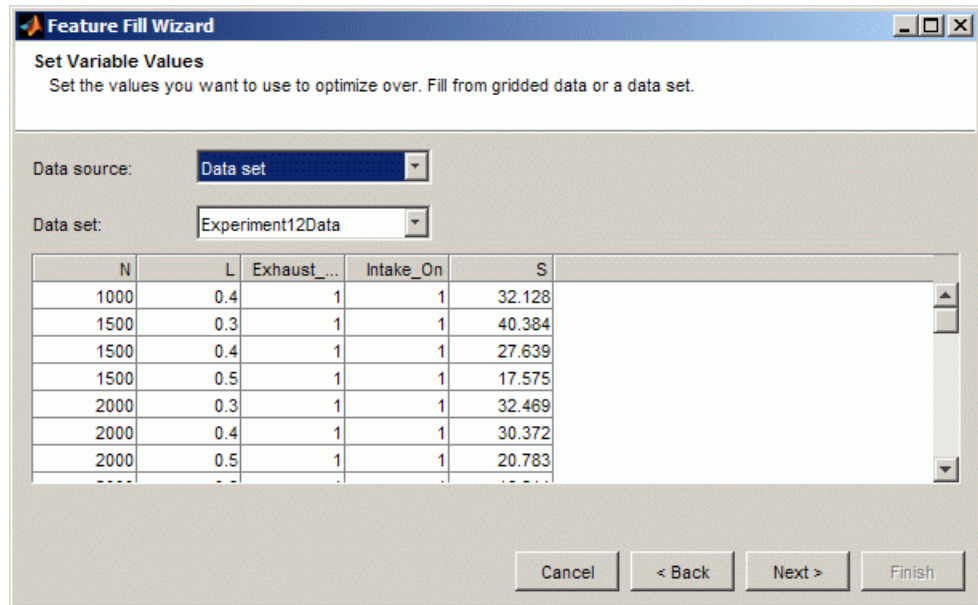 Feature Fill Wizard
Set Variable Values
Set the values you want to use to optimize over. Fill from gridded data or a data set.
Data source: Data set
Data set: Experiment12Data
N L Exhaust_... Intake_On S
1000 0.4 1 1 32.128
1500 0.3 1 1 40.384
1500 0.4 1 1 27.639
1500 0.5 1 1 17.575
2000 0.3 1 1 32.469
2000 0.4 1 1 30.372
2000 0.5 1 1 20.783
Cancel < Back Next > Finish